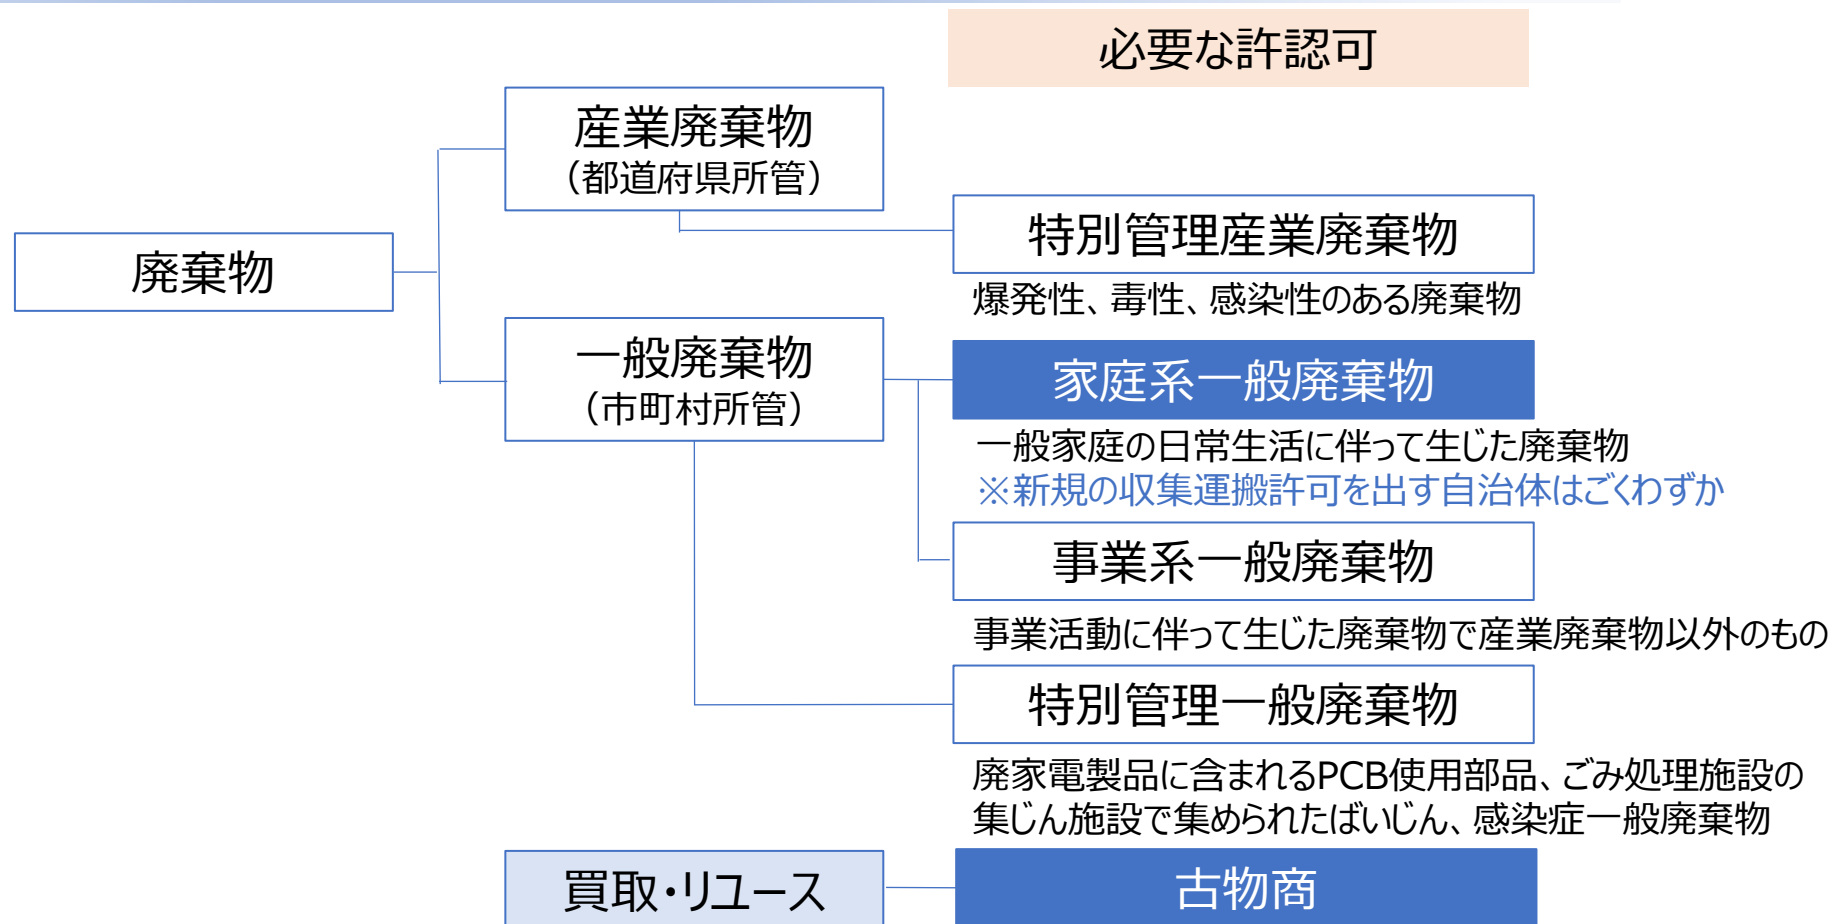 必要な許認可
産業廃棄物
（都道府県所管）
特別管理産業廃棄物
爆発性、毒性、感染性のある廃棄物
廃棄物
一般廃棄物
（市町村所管）
家庭系一般廃棄物
一般家庭の日常生活に伴って生じた廃棄物
※新規の収集運搬許可を出す自治体はごくわずか
事業系一般廃棄物
事業活動に伴って生じた廃棄物で産業廃棄物以外のもの
特別管理一般廃棄物
廃家電製品に含まれるPCB使用部品、ごみ処理施設の
集じん施設で集められたばいじん、感染症一般廃棄物
買取・リユース
古物商